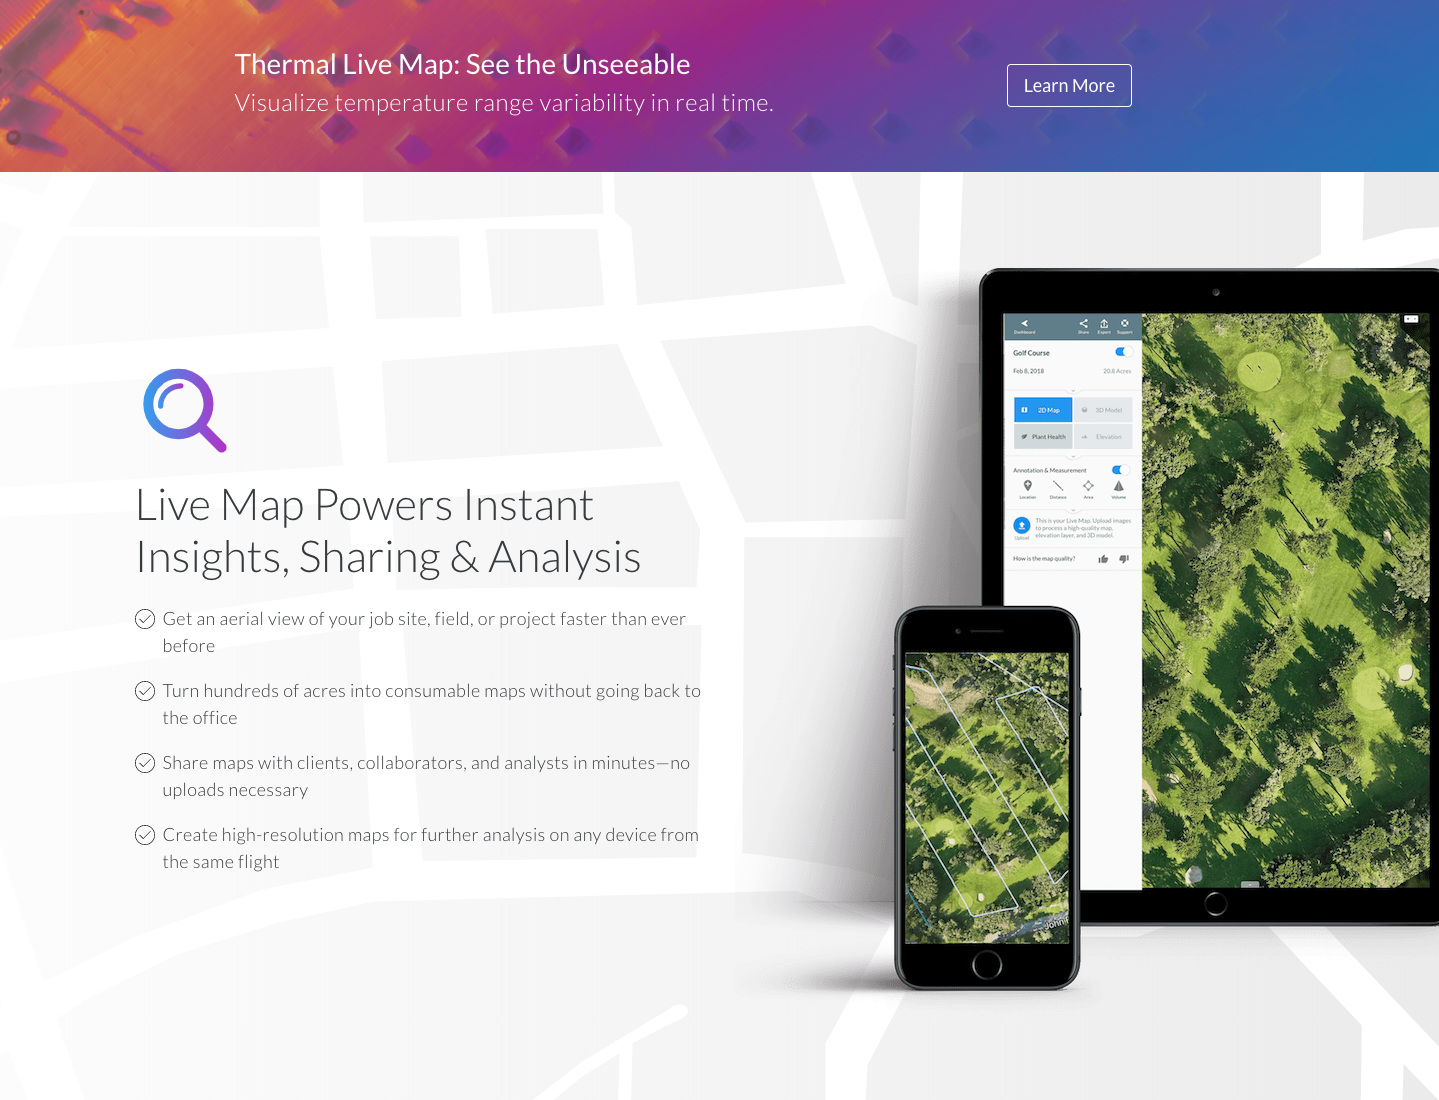 Thermal Live Map: See the Unseeable
Visualize temperature range variability in real time.
Learn More
Live Map Powers Instant
Insights, Sharing & Analysis
Get an aerial view of your job site, field, or project faster than ever
before
Turn hundreds of acres into consumable maps without going back to
the office
Share maps with clients, collaborators, and analysts in minutes—no
uploads necessary
Create high-resolution maps for further analysis on any device from
the same flight
Dashboard Share Export Support
Golf Course
Feb 8, 2018 20.8 Acres
2D Map 3D Model
Plant Health Elevation
Annotation & Measurement
Location Distance Area Volume
This is your Live Map. Upload images
to process a high-quality map,
elevation layer, and 3D model.
Upload
How is the map quality?